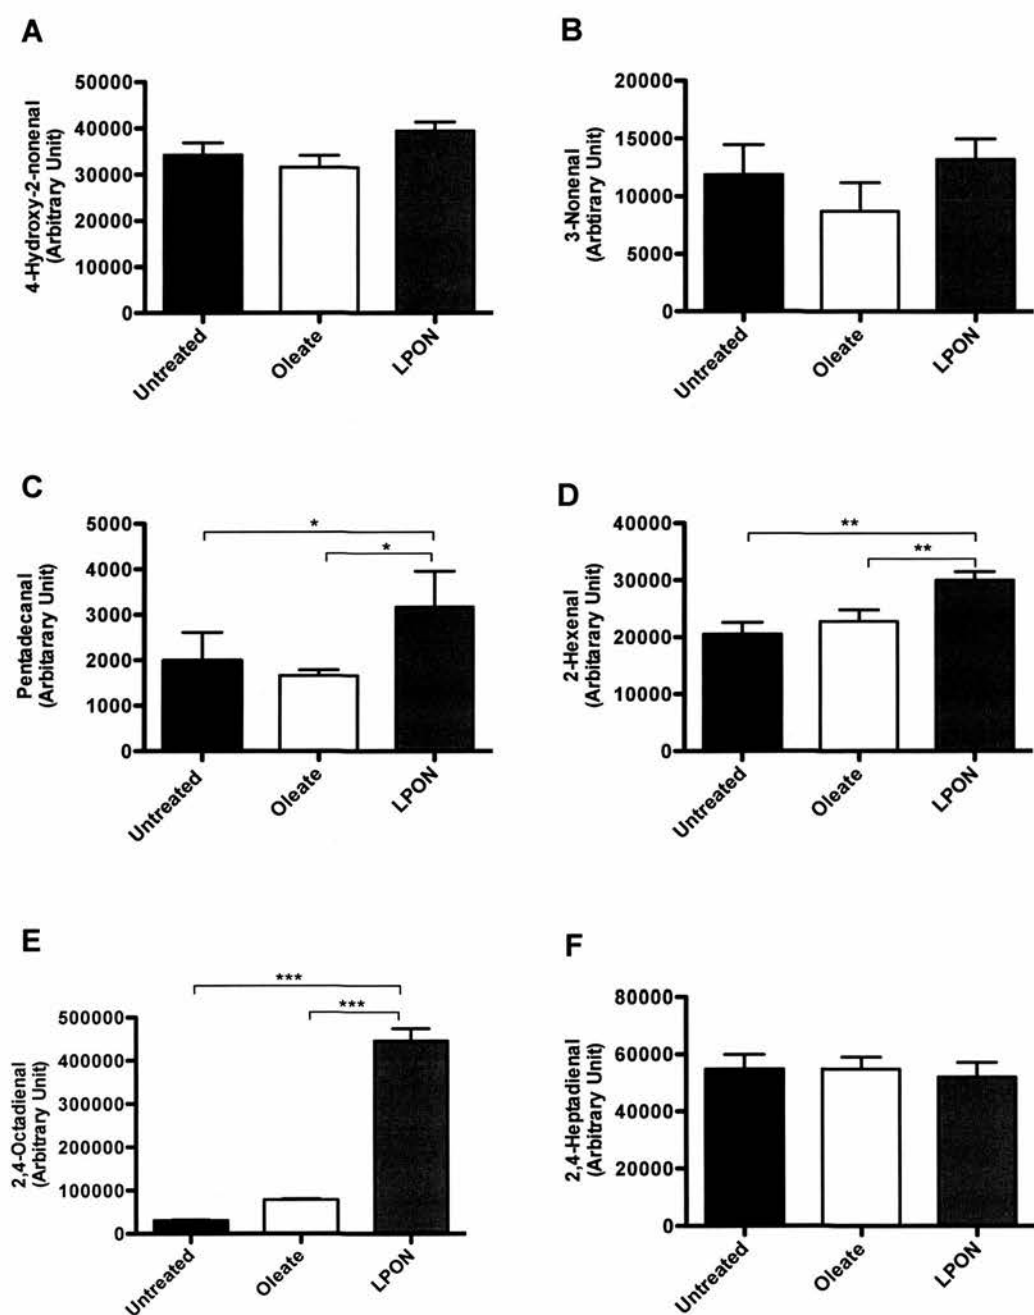 A
4-Hydroxy-2-nonenal
(Arbitrary Unit)
50000
40000
30000
20000
10000
0
Untreated
Oleate
LPON
B
3-Nonenal
(Arbtirary Unit)
20000
15000
10000
5000
0
Untreated
Oleate
LPON
C
Pentadecanal
(Arbitarary Unit)
5000
4000
3000
2000
1000
0
*
*
Untreated
Oleate
LPON
D
2-Hexenal
(Arbitarary Unit)
40000
30000
20000
10000
0
**
**
Untreated
Oleate
LPON
E
2,4-Octadienal
(Arbitrary Unit)
500000
400000
300000
200000
100000
0
***
***
Untreated
Oleate
LPON
F
2,4-Heptadienal
(Arbitrary Unit)
80000
60000
40000
20000
0
Untreated
Oleate
LPON